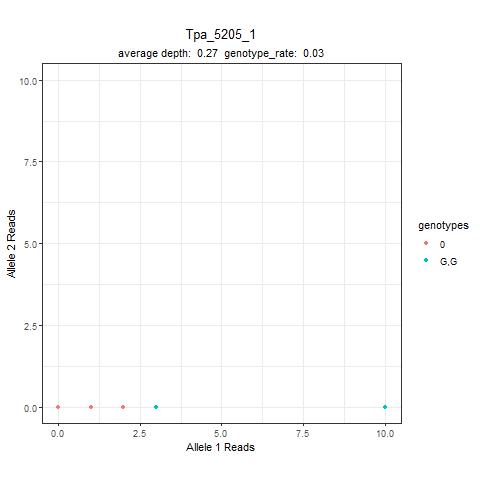 Tpa_5205_1
average depth: 0.27 genotype_rate: 0.03
10.0
7.5
5.0
2.5
0.0
Allele 2 Reads
0.0 2.5 5.0 7.5 10.0
Allele 1 Reads
genotypes
0
G,G